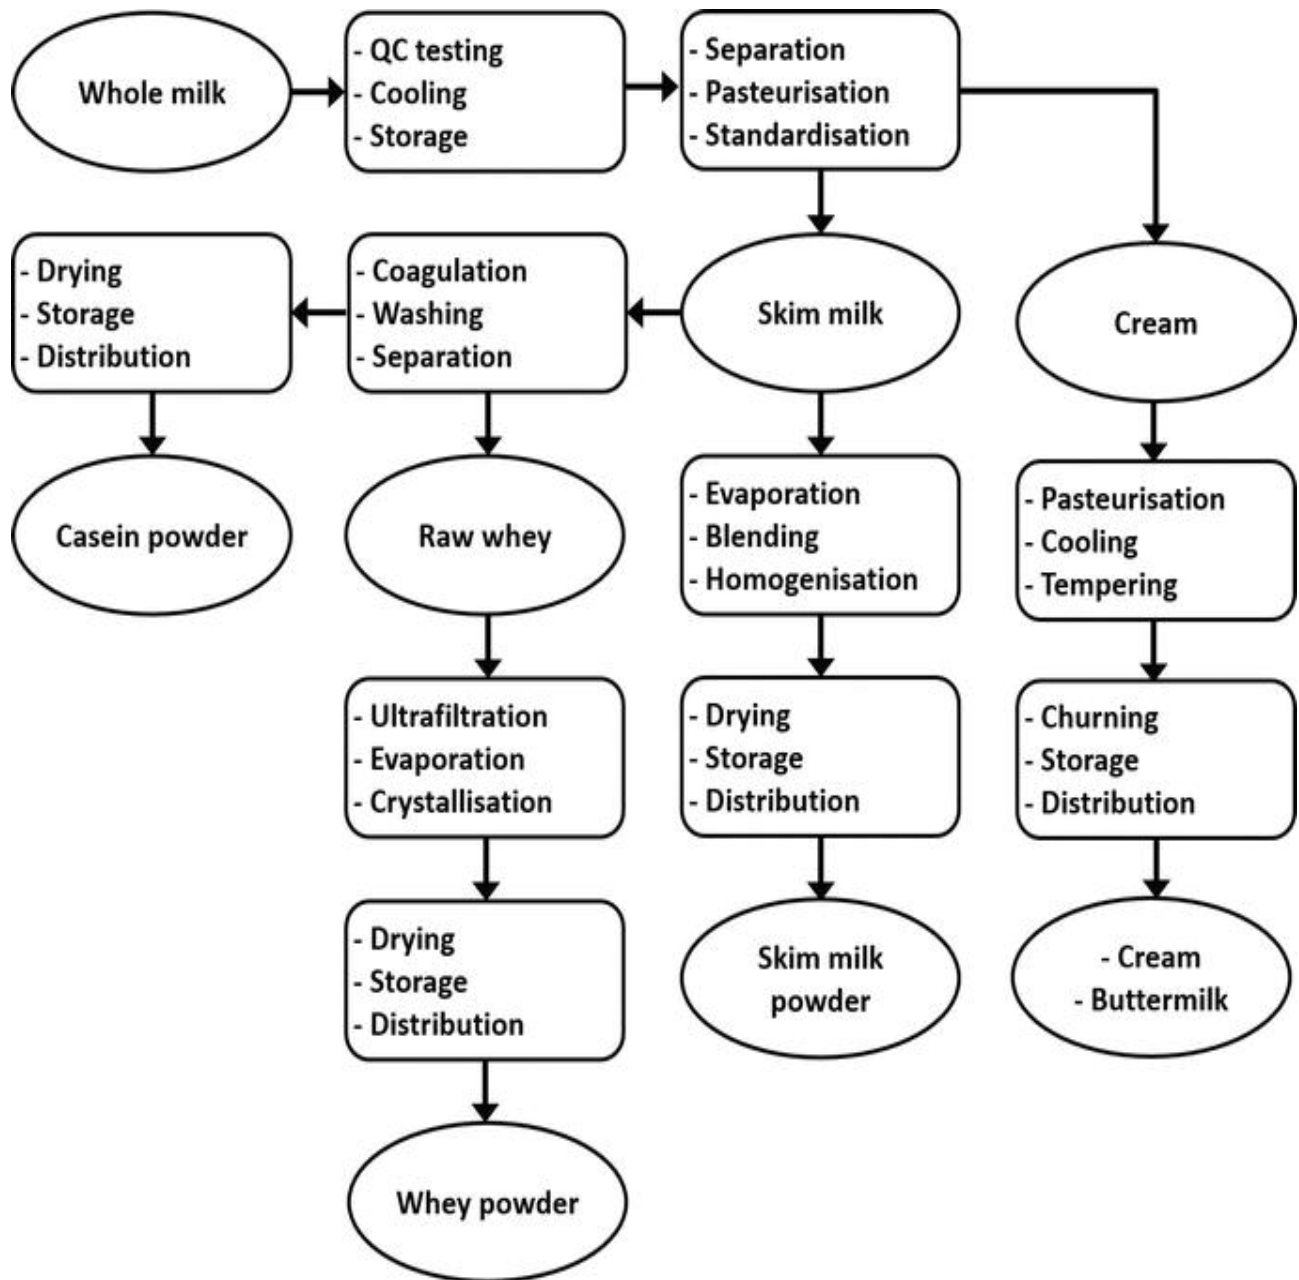 Whole milk
- QC testing
- Cooling
- Storage
- Separation
- Pasteurisation
- Standardisation
- Drying
- Storage
- Distribution
- Coagulation
- Washing
- Separation
Skim milk
Cream
Casein powder
Raw whey
- Evaporation
- Blending
- Homogenisation
- Pasteurisation
- Cooling
- Tempering
- Ultrafiltration
- Evaporation
- Crystallisation
- Drying
- Storage
- Distribution
- Churning
- Storage
- Distribution
- Drying
- Storage
- Distribution
Skim milk
powder
- Cream
- Buttermilk
Whey powder